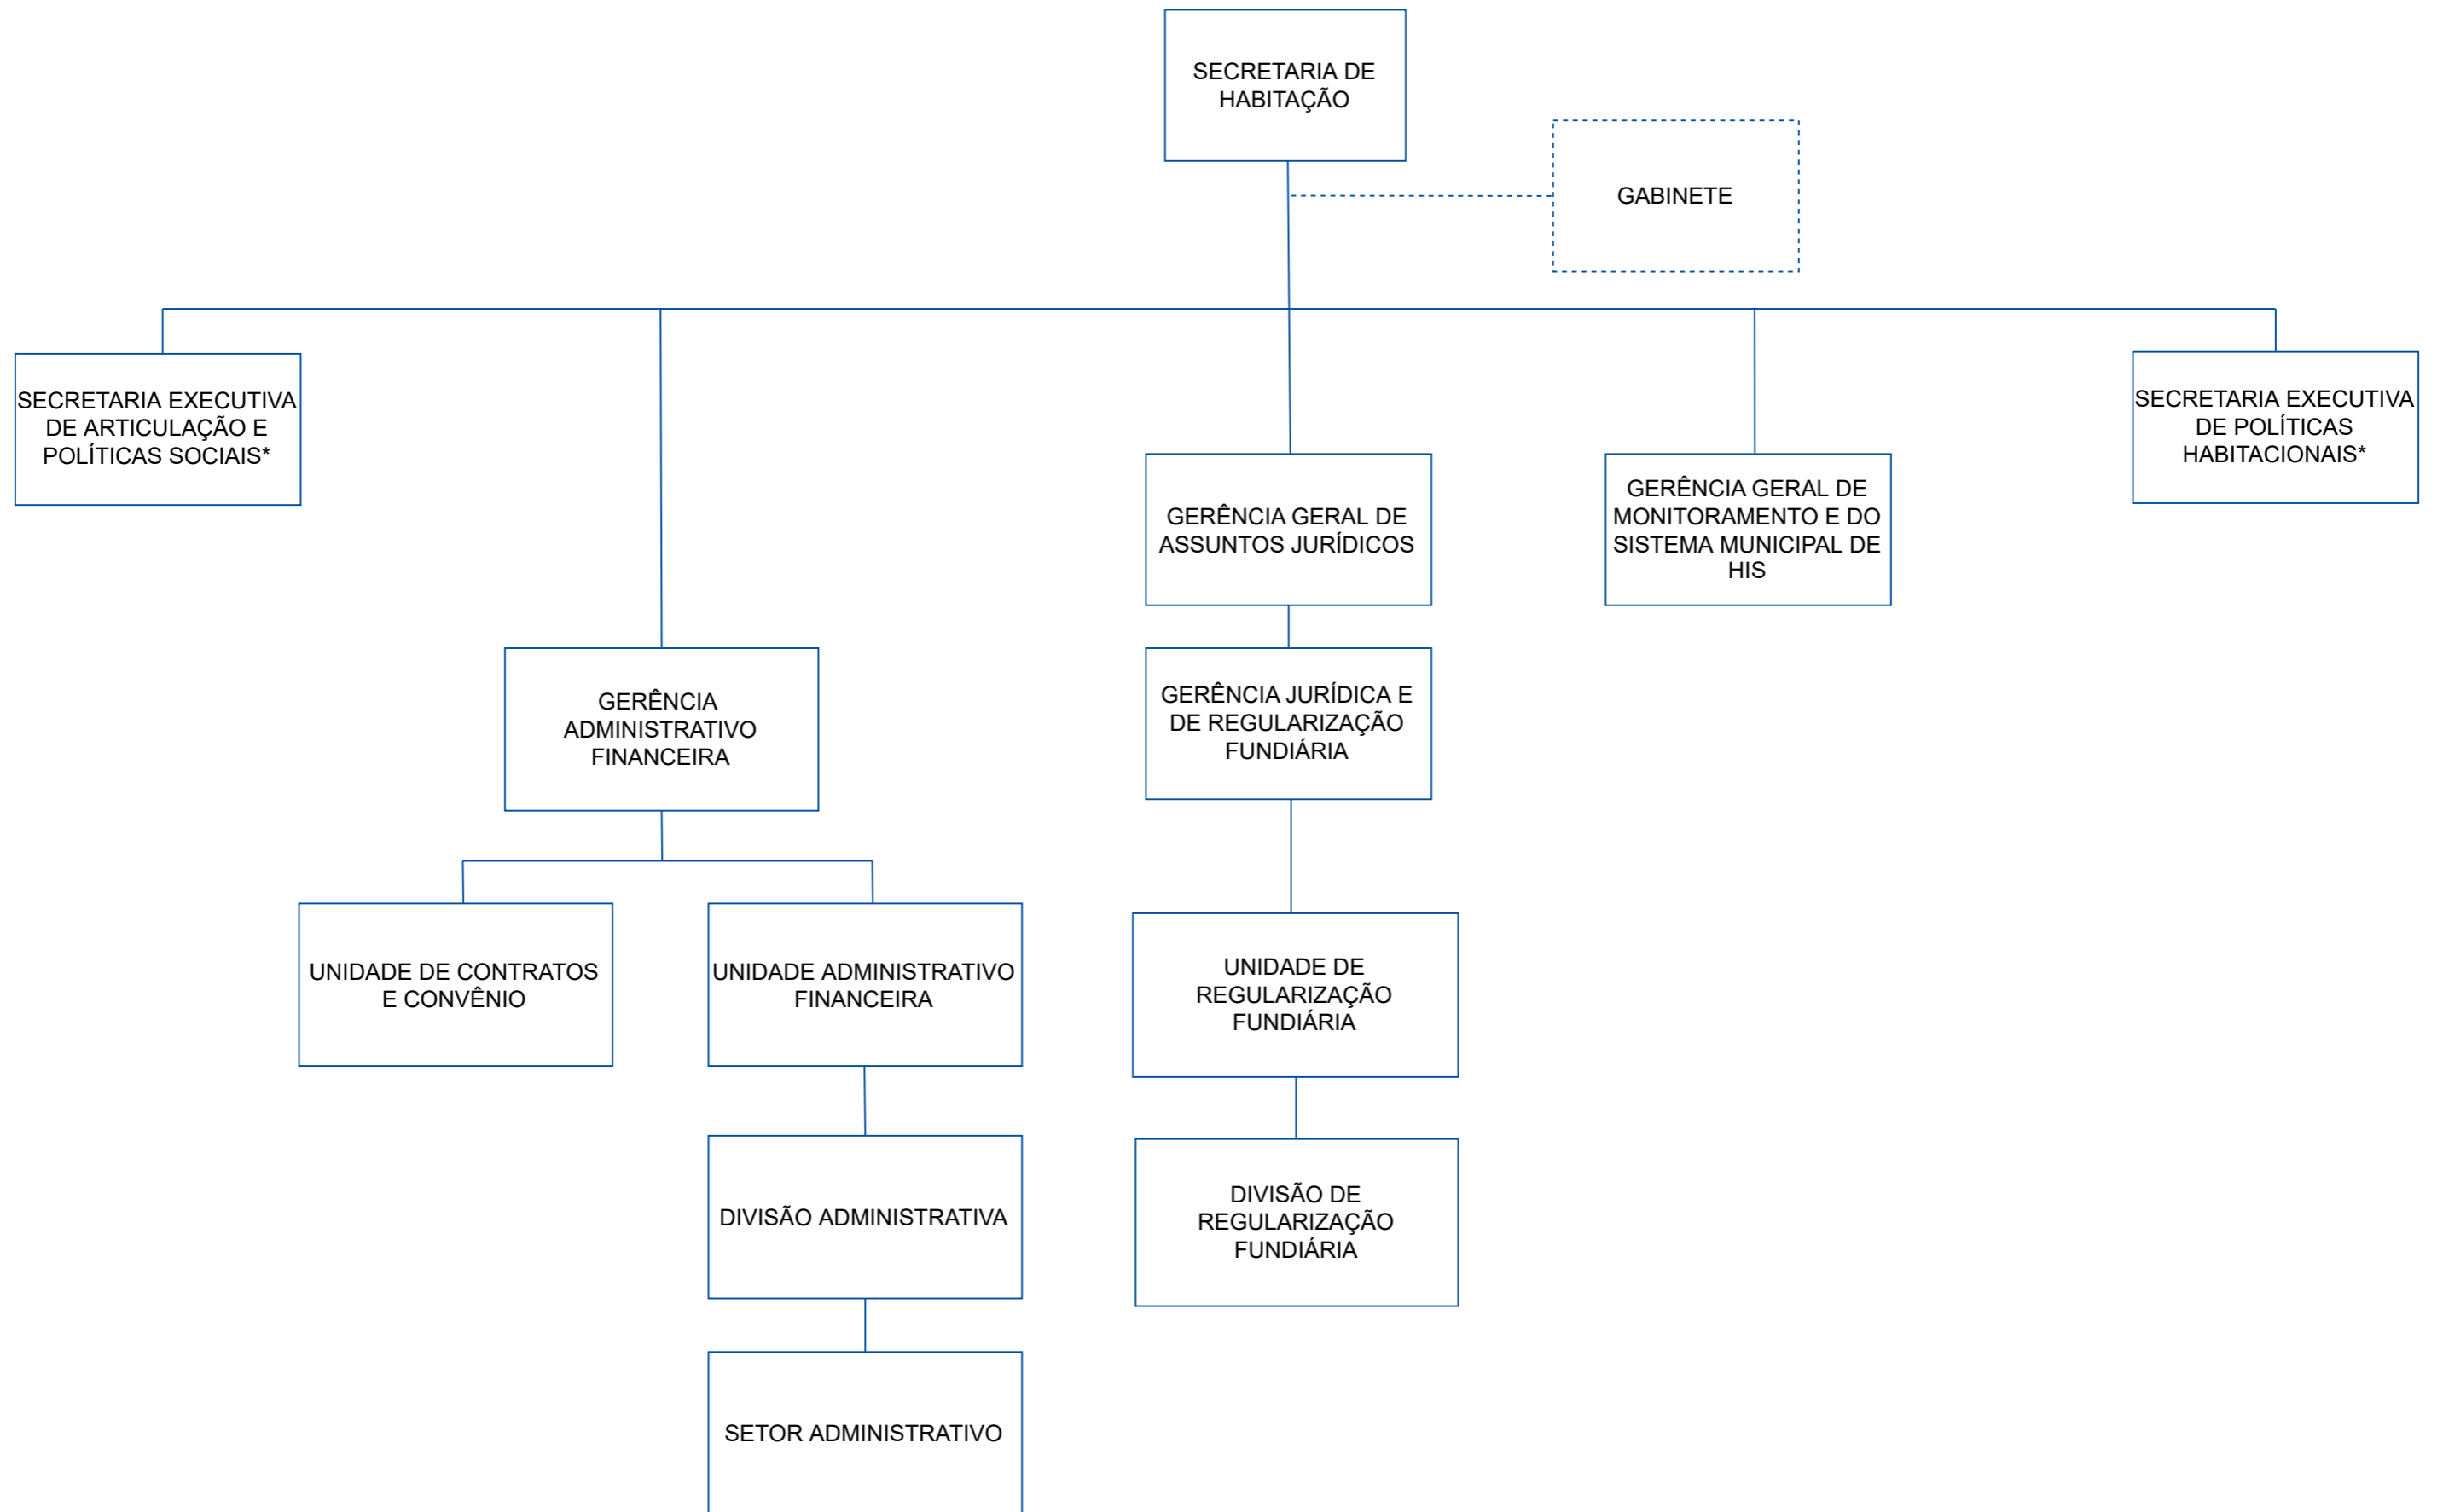 SECRETARIA DE
HABITAÇÃO
GABINETE
SECRETARIA EXECUTIVA
DE ARTICULAÇÃO E
POLÍTICAS SOCIAIS*
SECRETARIA EXECUTIVA
DE POLÍTICAS
HABITACIONAIS*
GERÊNCIA GERAL DE
ASSUNTOS JURÍDICOS
GERÊNCIA GERAL DE
MONITORAMENTO E DO
SISTEMA MUNICIPAL DE
HIS
GERÊNCIA
ADMINISTRATIVO
FINANCEIRA
GERÊNCIA JURÍDICA E
DE REGULARIZAÇÃO
FUNDIÁRIA
UNIDADE DE CONTRATOS
E CONVÊNIO
UNIDADE ADMINISTRATIVO
FINANCEIRA
UNIDADE DE
REGULARIZAÇÃO
FUNDIÁRIA
DIVISÃO ADMINISTRATIVA
DIVISÃO DE
REGULARIZAÇÃO
FUNDIÁRIA
SETOR ADMINISTRATIVO